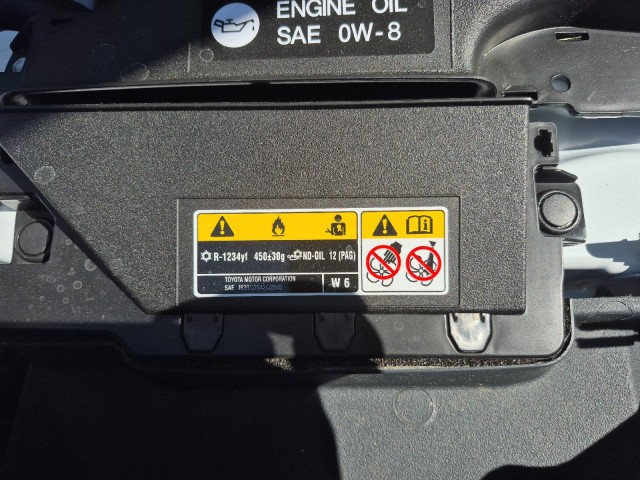 ENGINE OIL
SAE 0W-8
R-1234yf 450±30g ND-OIL 12 (PAG)
TOYOTA MOTOR CORPORATION
SAE
W 6